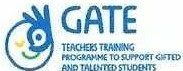 GATE
TEACHERS TRAINING
PROGRAMME TO SUPPORT GIFTED
AND TALENTED STUDENTS